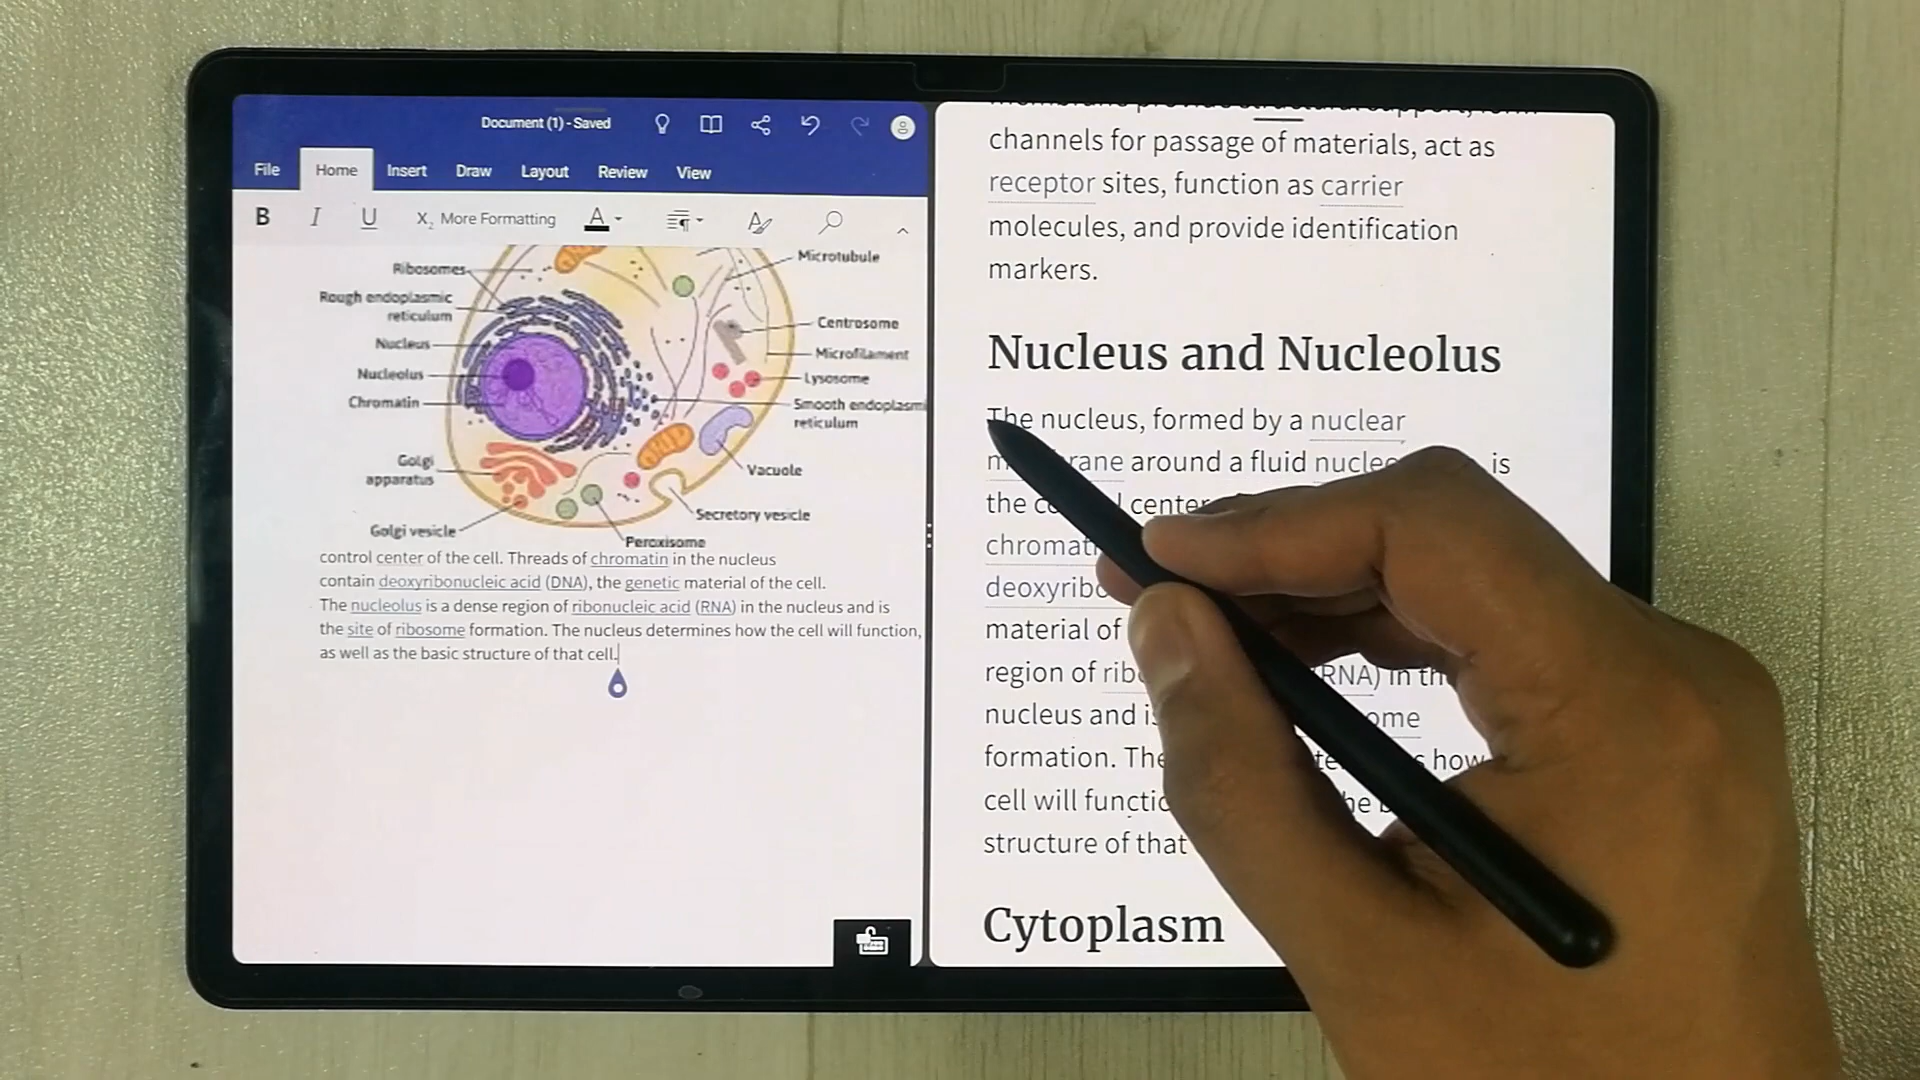 Document (1) - Saved
File Home Insert Draw Layout Review View
B I U X, More Formatting A
Ribosomes
Rough endoplasmic
reticulum
Nucleus
Nucleolus
Chromatin
Golgi
apparatus
Golgi vesicle
Microtubule
Centrosome
Microfilament
Lysosome
Smooth
reticulum
Vacuole
Secretory vesicle
Peroxisome
control center of the cell. Threads of chromatin in the nucleus
contain deoxyribonucleic acid (DNA), the genetic material of the cell.
The nucleolus is a dense region of ribonucleic acid (RNA) in the nucleus and is
the site of ribosome formation. The nucleus determines how the cell will function,
as well as the basic structure of that cell.
channels for passage of materials, act as
receptor sites, function as carrier
molecules, and provide identification
markers.
Nucleus and Nucleolus
The nucleus, formed by a nuclear
around a fluid is
the center
material of
region of RNA) in
nucleus and
formation. The how
cell will
structure of that
Cytoplasm